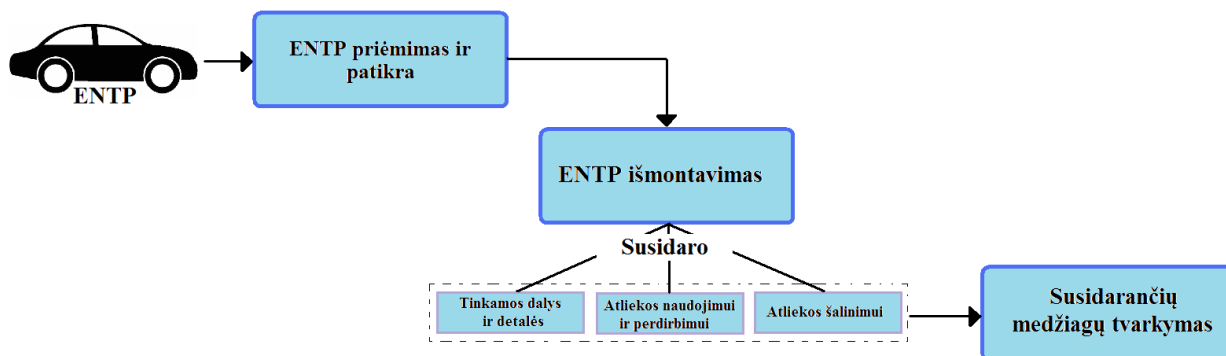 ENTP
ENTP priėmimas ir
patikra
ENTP išmontavimas
Susidaro
Tinkamos dalys
ir detalės
Atliekos naudojimui
ir perdirbimui
Atliekos šalinimui
Susidarančių
medžiagų tvarkymas